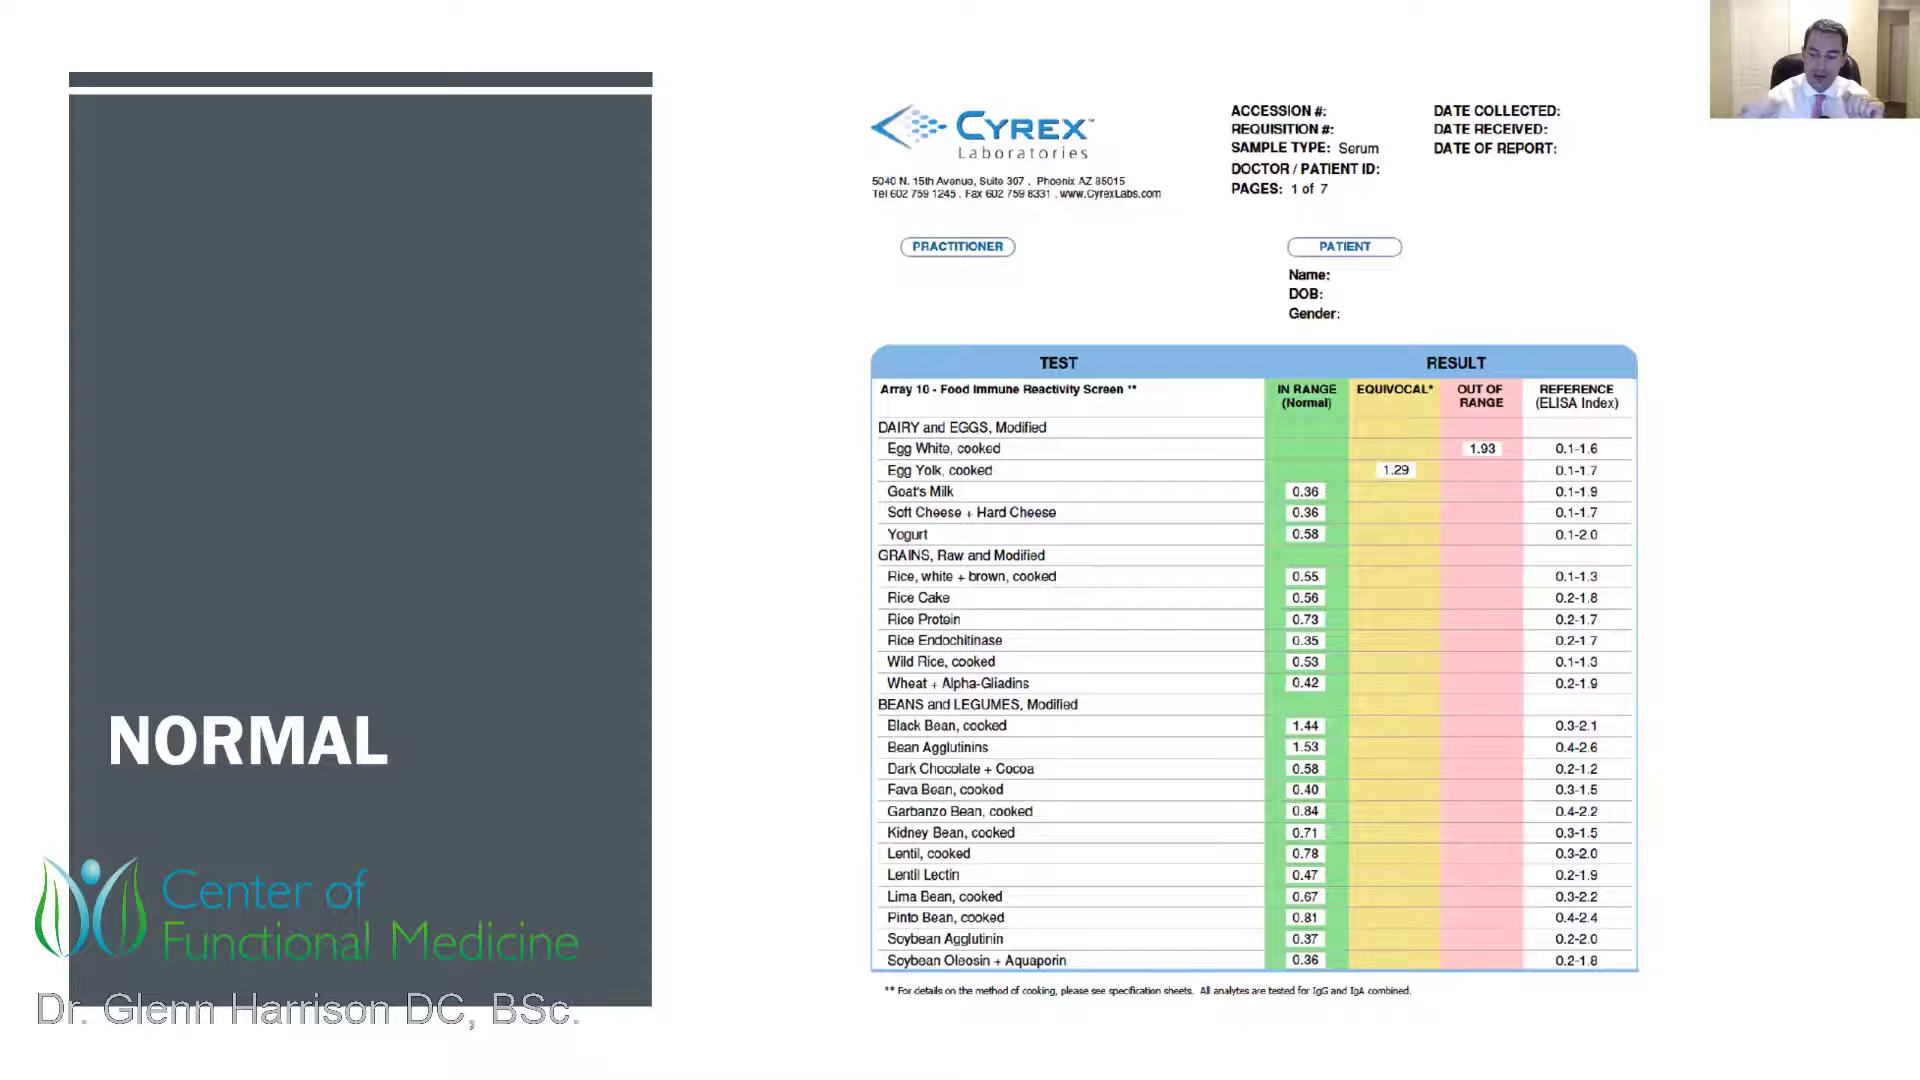 NORMAL
Center of
Functional Medicine
Dr. Glenn Harrison DC, BSc.
CYREX™
Laboratories
5040 N. 15th Avenue, Suite 307 . Phoenix AZ 85015
Tel 602 759 1245 . Fax 602 759 8331 . www.CyrexLabs.com
ACCESSION #:
REQUISITION #:
SAMPLE TYPE: Serum
DOCTOR / PATIENT ID:
PAGES: 1 of 7
DATE COLLECTED:
DATE RECEIVED:
DATE OF REPORT:
PRACTITIONER
PATIENT
Name:
DOB:
Gender:
TEST RESULT
Array 10 - Food Immune Reactivity Screen ** IN RANGE (Normal) EQUIVOCAL* OUT OF RANGE REFERENCE (ELISA Index)
DAIRY and EGGS, Modified
Egg White, cooked 1.93 0.1-1.6
Egg Yolk, cooked 1.29 0.1-1.7
Goat's Milk 0.36 0.1-1.9
Soft Cheese + Hard Cheese 0.36 0.1-1.7
Yogurt 0.58 0.1-2.0
GRAINS, Raw and Modified
Rice, white + brown, cooked 0.55 0.1-1.3
Rice Cake 0.56 0.2-1.8
Rice Protein 0.73 0.2-1.7
Rice Endochitinase 0.35 0.2-1.7
Wild Rice, cooked 0.53 0.1-1.3
Wheat + Alpha-Gliadins 0.42 0.2-1.9
BEANS and LEGUMES, Modified
Black Bean, cooked 1.44 0.3-2.1
Bean Agglutinins 1.53 0.4-2.6
Dark Chocolate + Cocoa 0.58 0.2-1.2
Fava Bean, cooked 0.40 0.3-1.5
Garbanzo Bean, cooked 0.84 0.4-2.2
Kidney Bean, cooked 0.71 0.3-1.5
Lentil, cooked 0.78 0.3-2.0
Lentil Lectin 0.47 0.2-1.9
Lima Bean, cooked 0.67 0.3-2.2
Pinto Bean, cooked 0.81 0.4-2.4
Soybean Agglutinin 0.37 0.2-2.0
Soybean Oleosin + Aquaporin 0.36 0.2-1.8
** For details on the method of cooking, please see specification sheets. All analytes are tested for IgG and IgA combined.